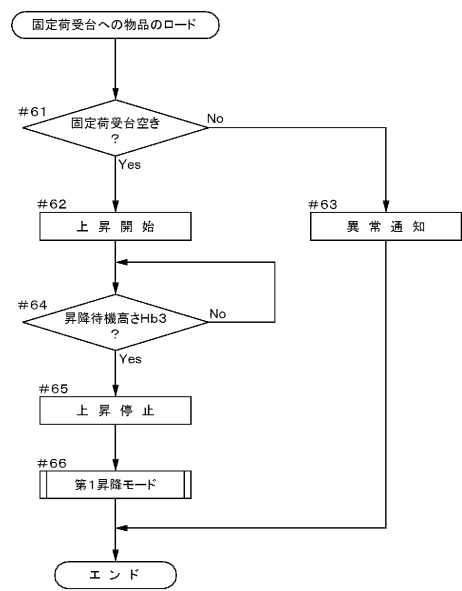 固定荷受台への物品のロード
#61
固定荷受台空き
?
No
Yes
#62
上昇開始
#63
異常通知
#64
昇降待機高さHb3
?
No
Yes
#65
上昇停止
#66
第1昇降モード
エンド